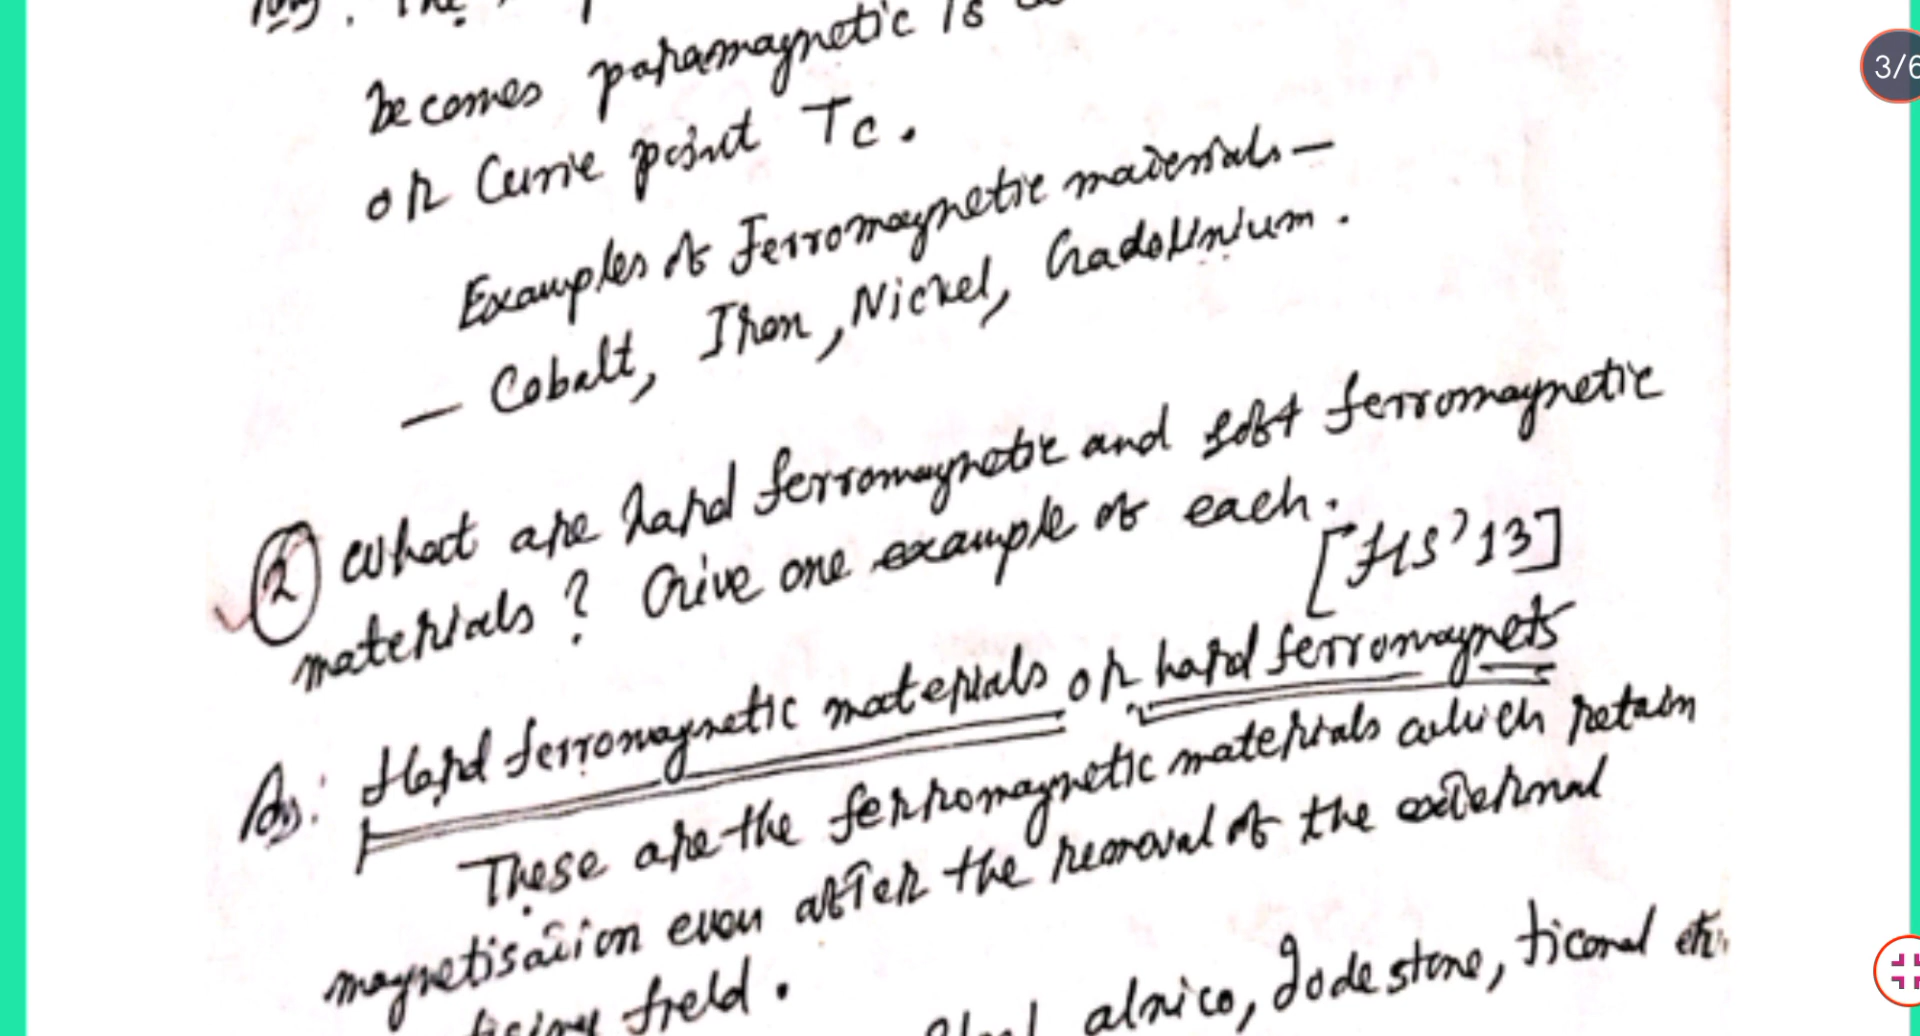 becomes paramagnetic is
or Currie point Tc.
Examples of Ferromagnetic materials —
— Cobalt, Iron, Nickel, Gadolinium.
② What are hard ferromagnetic and soft ferromagnetic
materials? Give one example of each.
[HS'13]
Ans: Hard ferromagnetic materials or hard ferromagnets
These are the ferromagnetic materials which retain
magnetisation even after the removal of the external
field.
alnico, lodestone, ticonal etc.
3/6